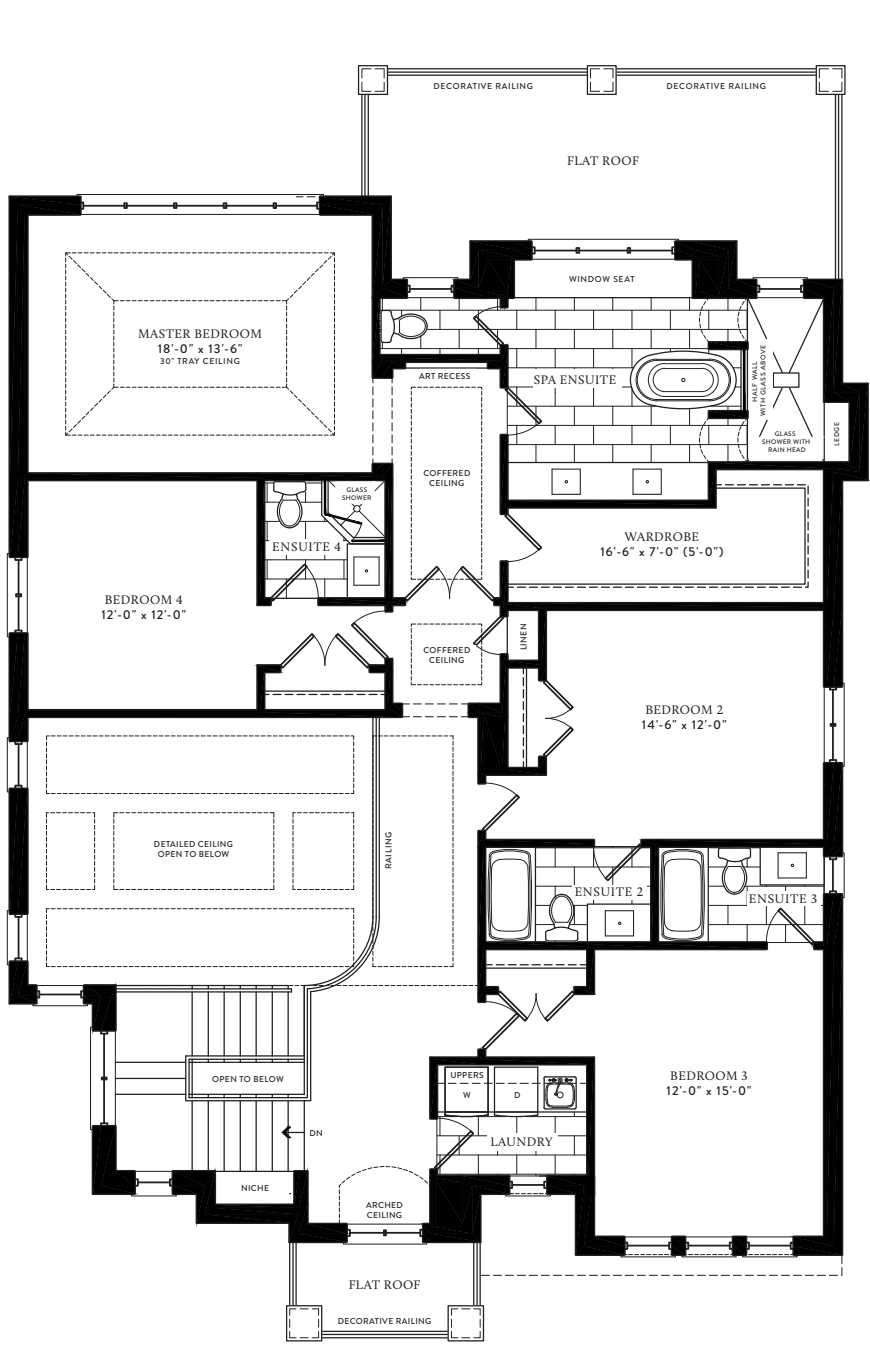 DECORATIVE RAILING
DECORATIVE RAILING
FLAT ROOF
WINDOW SEAT
MASTER BEDROOM
18'-0" x 13'-6"
30" TRAY CEILING
ART RECESS
SPA ENSUITE
HALF WALL
WITH GLASS ABOVE
GLASS
SHOWER WITH
RAIN HEAD
LEDGE
COFFERED
CEILING
GLASS
SHOWER
ENSUITE 4
WARDROBE
16'-6" x 7'-0" (5'-0")
BEDROOM 4
12'-0" x 12'-0"
COFFERED
CEILING
LINEN
BEDROOM 2
14'-6" x 12'-0"
DETAILED CEILING
OPEN TO BELOW
RAILING
ENSUITE 2
ENSUITE 3
OPEN TO BELOW
UPPERS
W
D
BEDROOM 3
12'-0" x 15'-0"
DN
LAUNDRY
NICHE
ARCHED
CEILING
FLAT ROOF
DECORATIVE RAILING